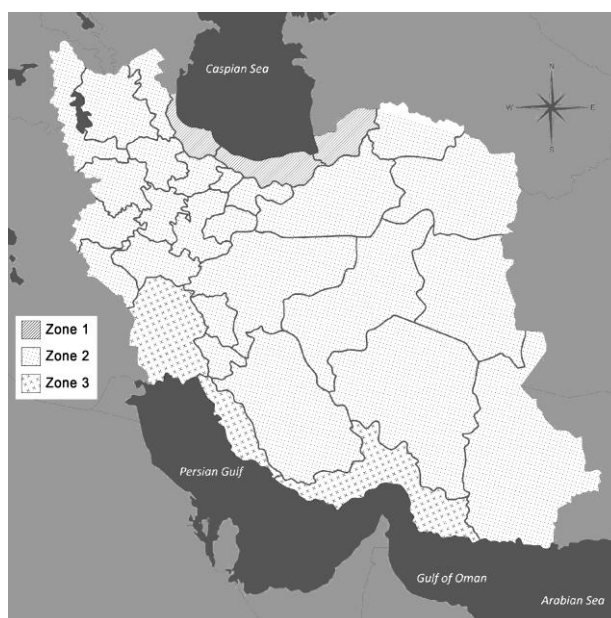 Caspian Sea
N
W
E
S
Zone 1
Zone 2
Zone 3
Persian Gulf
Gulf of Oman
Arabian Sea